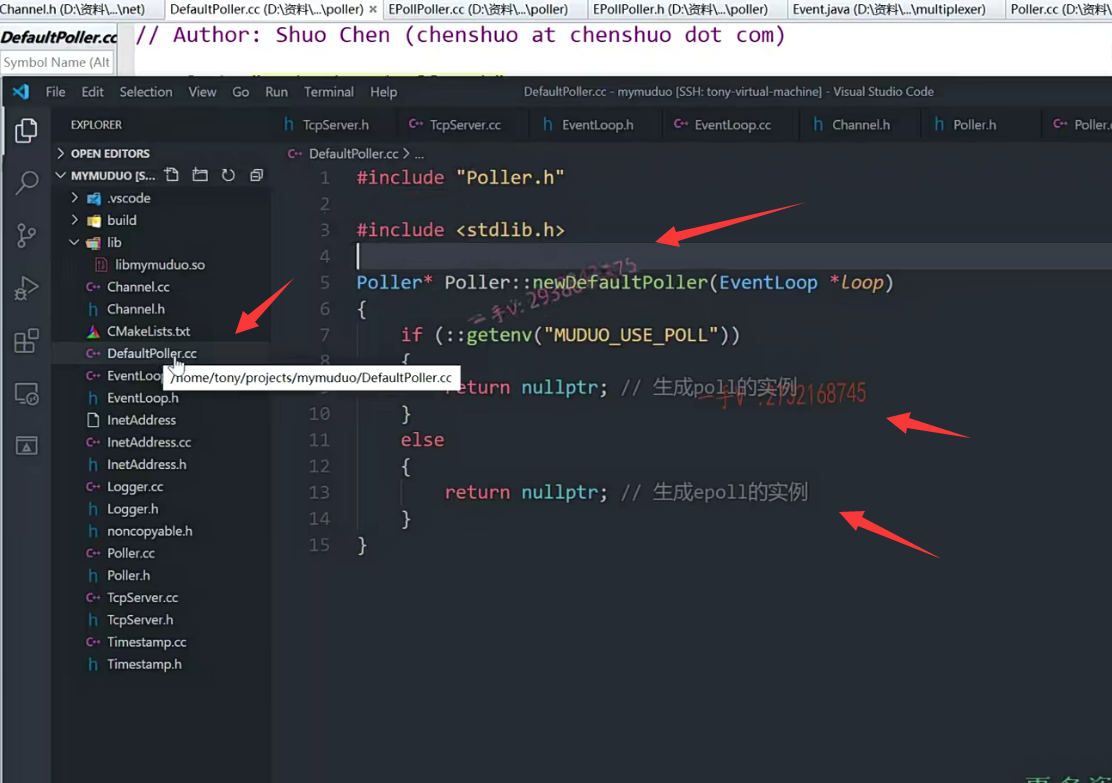 Channel.h (D:\资料\...\net)
DefaultPoller.cc (D:\资料\...\poller) ×
EPollPoller.cc (D:\资料\...\poller)
EPollPoller.h (D:\资料\...\poller)
Event.java (D:\资料\...\multiplexer)
Poller.cc (D:\资料\
DefaultPoller.cc
// Author: Shuo Chen (chenshuo at chenshuo dot com)
Symbol Name (Alt
File Edit Selection View Go Run Terminal Help
DefaultPoller.cc - mymuduo [SSH: tony-virtual-machine] - Visual Studio Code
EXPLORER
TcpServer.h
TcpServer.cc
EventLoop.h
EventLoop.cc
Channel.h
Poller.h
Poller.
OPEN EDITORS
MYMUDUO [S...
.vscode
build
lib
libmymuduo.so
Channel.cc
Channel.h
CMakeLists.txt
DefaultPoller.cc
EventLoo
/home/tony/projects/mymuduo/DefaultPoller.cc
EventLoop.h
InetAddress
InetAddress.cc
InetAddress.h
Logger.cc
Logger.h
noncopyable.h
Poller.cc
Poller.h
TcpServer.cc
TcpServer.h
Timestamp.cc
Timestamp.h
DefaultPoller.cc > ...
1 #include "Poller.h"
2
3 #include <stdlib.h>
4
5 Poller* Poller::newDefaultPoller(EventLoop *loop)
6 {
7 if (::getenv("MUDUO_USE_POLL"))
8 {
return nullptr; // 生成poll的实例
10 }
11 else
12 {
13 return nullptr; // 生成epoll的实例
14 }
15 }
一手V:2752168745